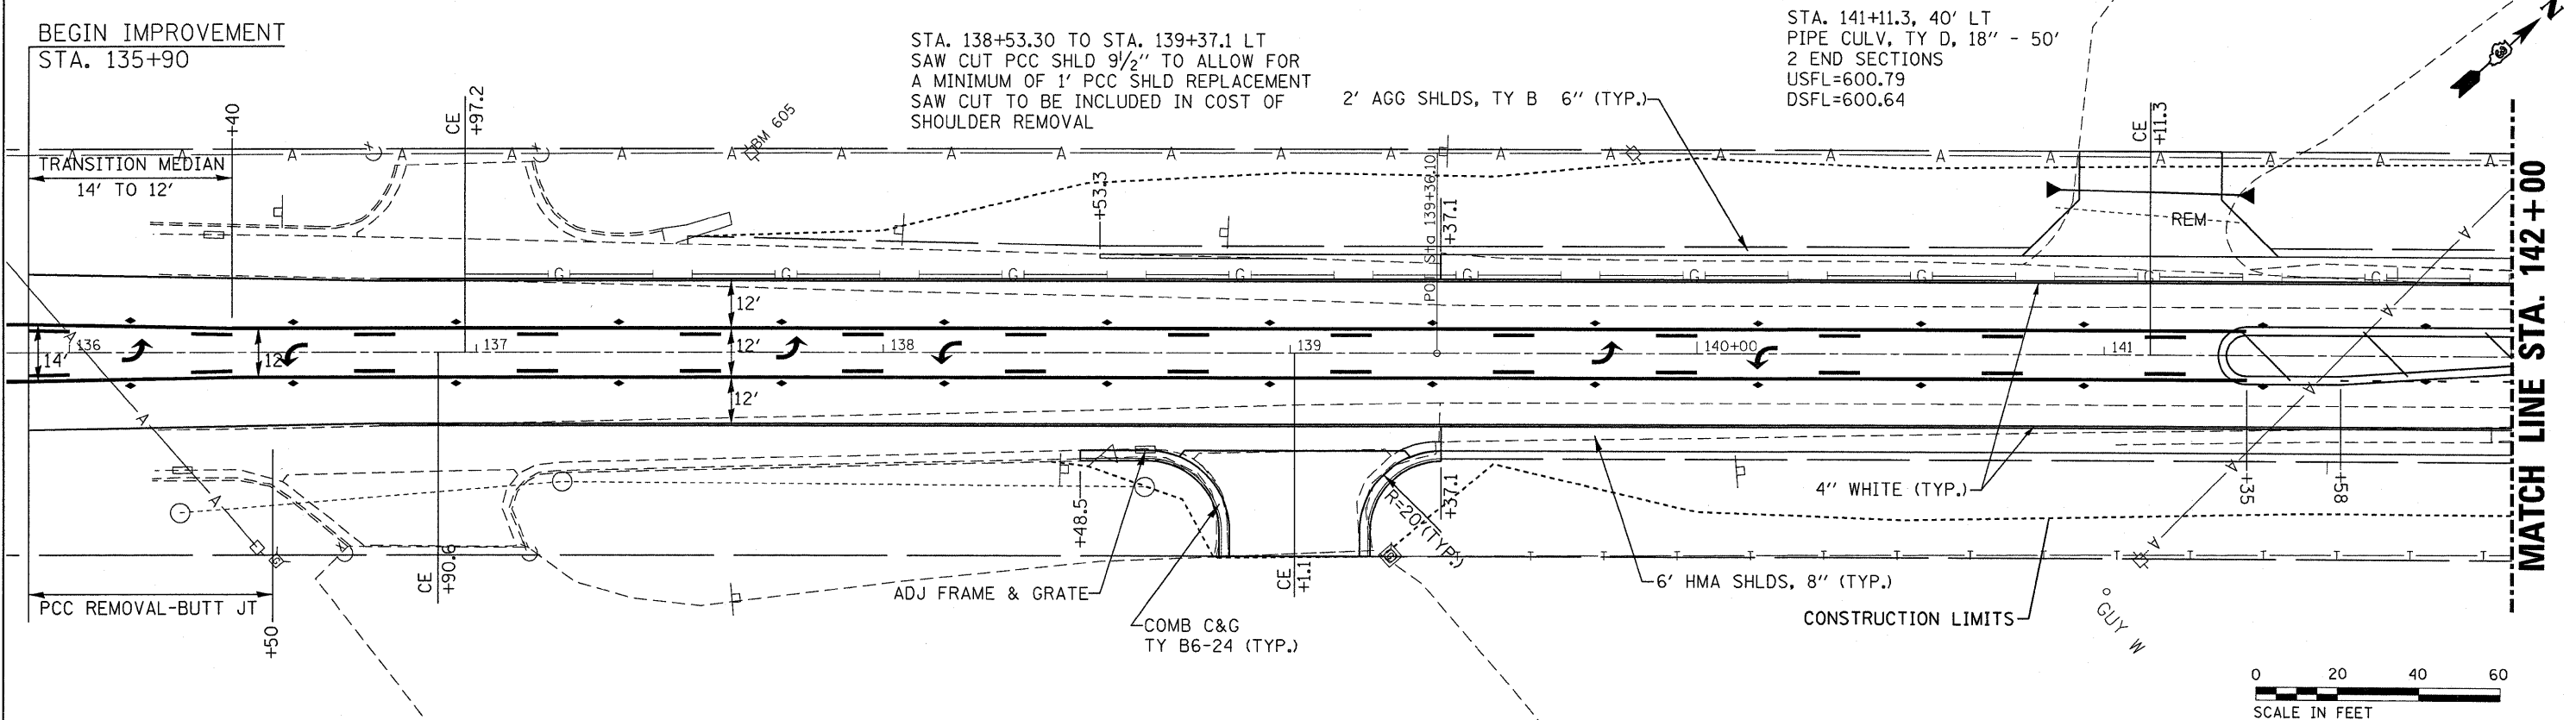 BEGIN IMPROVEMENT
STA. 135+90
STA. 138+53.30 TO STA. 139+37.1 LT
SAW CUT PCC SHLD 9 1/2" TO ALLOW FOR
A MINIMUM OF 1' PCC SHLD REPLACEMENT
SAW CUT TO BE INCLUDED IN COST OF
SHOULDER REMOVAL
2' AGG SHLDS, TY B 6" (TYP.)
STA. 141+11.3, 40' LT
PIPE CULV, TY D, 18" - 50'
2 END SECTIONS
USFL=600.79
DSFL=600.64
N
+40
CE
+97.2
BM 605
CE
+11.3
TRANSITION MEDIAN
14' TO 12'
+53.3
POT Sta 139+36.10
+37.1
REM
A A A A A A A A A A A A A A A A A A A A A A A
G G G G G G G G G
12'
14'
136
12'
137
12'
138
139
140+00
141
12'
A A A A A A A
MATCH LINE STA. 142+00
+48.5
R=20' (TYP.)
+37.1
4" WHITE (TYP.)
+35
+58
T T T T T T T T T T T T T T
PCC REMOVAL-BUTT JT
+50
CE
+90.6
ADJ FRAME & GRATE
CE
+1.1
6' HMA SHLDS, 8" (TYP.)
CONSTRUCTION LIMITS
GUY W
COMB C&G
TY B6-24 (TYP.)
0 20 40 60
SCALE IN FEET